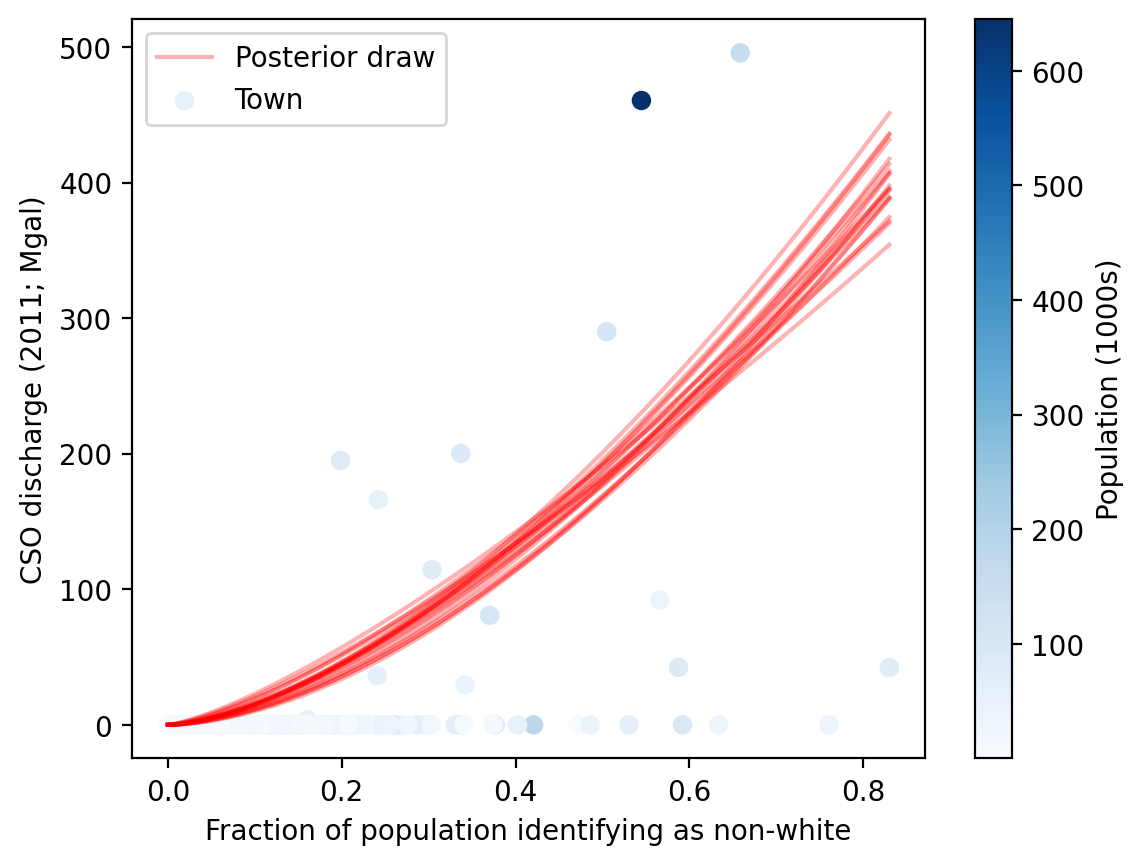 Posterior draw
Town
500
400
300
200
100
0
CSO discharge (2011; Mgal)
0.0 0.2 0.4 0.6 0.8
Fraction of population identifying as non-white
600
500
400
300
200
100
Population (1000s)